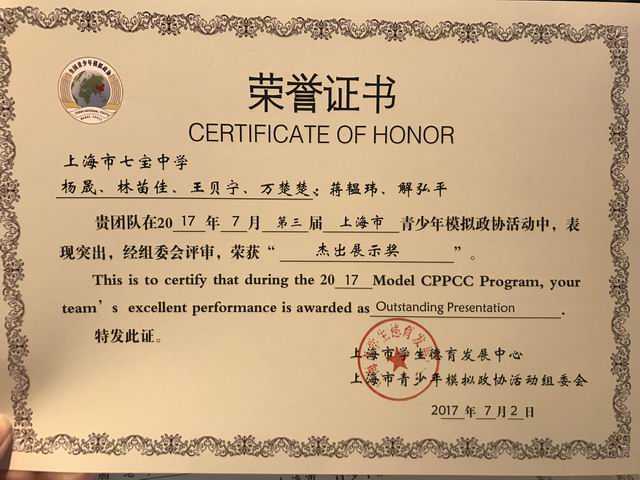 荣誉证书
CERTIFICATE OF HONOR
上海市七宝中学
杨晟、林苗佳、王贝宁、万楚楚；蒋韫玮、解弘平
贵团队在2017年7月第三届上海市青少年模拟政协活动中，表
现突出，经组委会评审，荣获“杰出展示奖”。
This is to certify that during the 2017 Model CPPCC Program, your
team's excellent performance is awarded as Outstanding Presentation.
特发此证。
上海市学生德育发展中心
上海市青少年模拟政协活动组委会
2017年7月2日